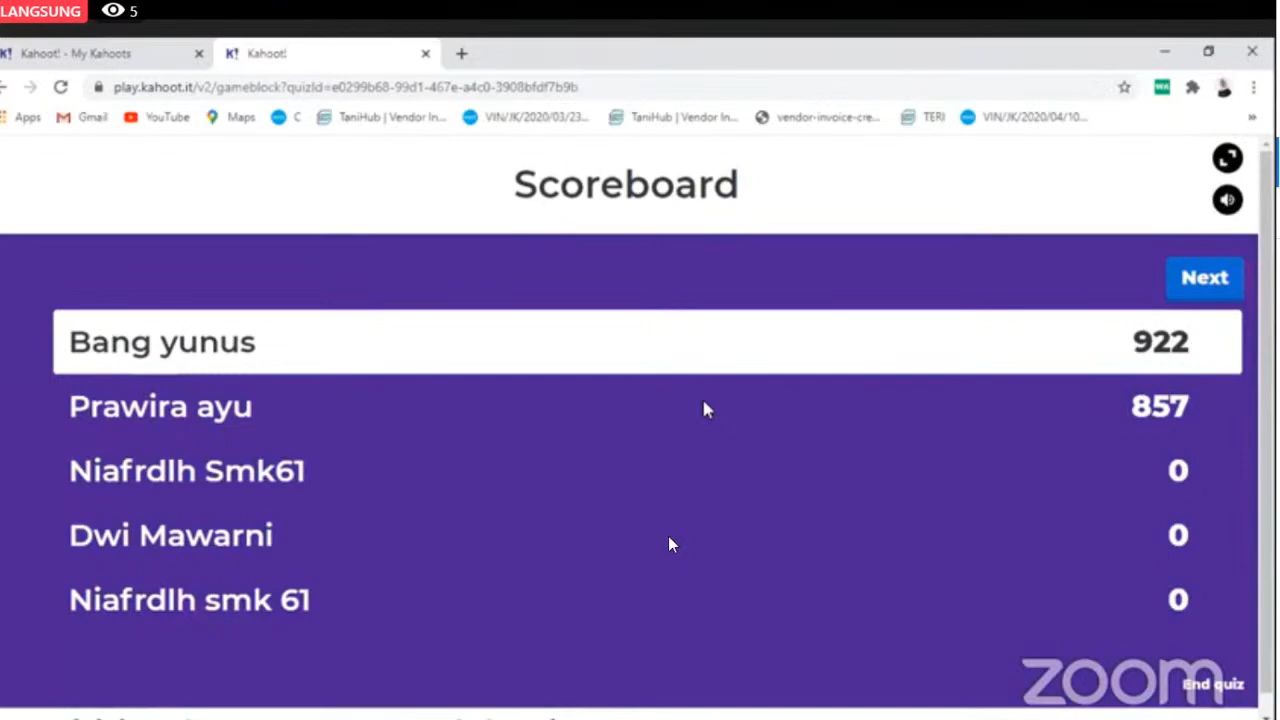 LANGSUNG 5
K! Kahoot! - My Kahoots K! Kahoot!
play.kahoot.it/v2/gameblock?quizId=e0299b68-99d1-467e-a4c0-3908bfdf7b9b
Apps Gmail YouTube Maps C TaniHub | Vendor In... VIN/JK/2020/03/23... TaniHub | Vendor In... vendor-invoice-cre... TERI VIN/JK/2020/04/10...
Scoreboard
Next
Bang yunus 922
Prawira ayu 857
Niafrdlh Smk61 0
Dwi Mawarni 0
Niafrdlh smk 61 0
zoom
End quiz